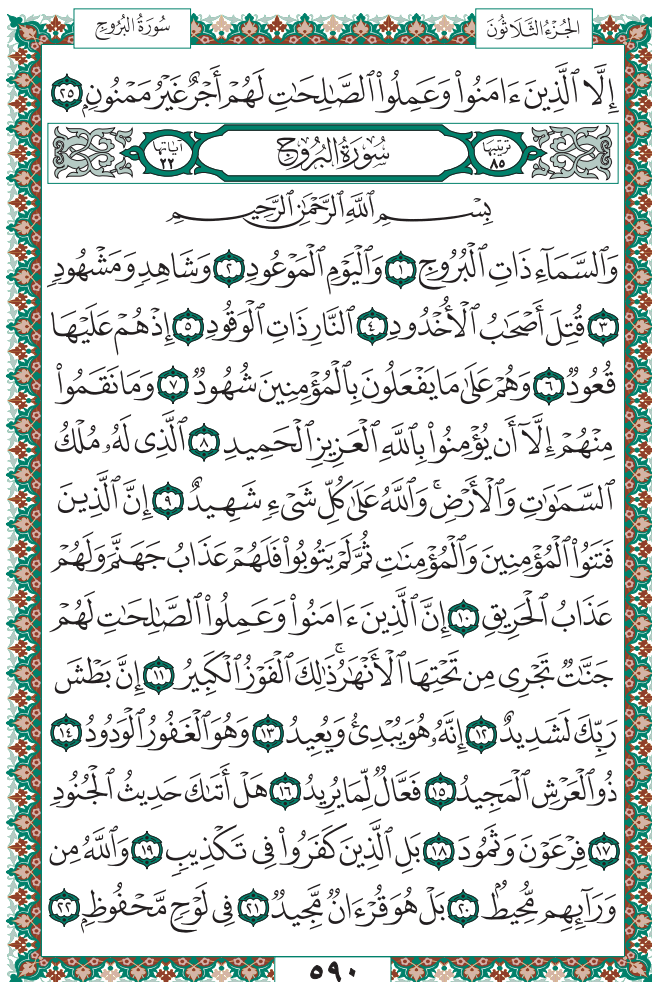 سُورَةُ البُرُوجِ الجُزْءُ الثَّلَاثُونَ
إِلَّا ٱلَّذِينَ ءَامَنُوا۟ وَعَمِلُوا۟ ٱلصَّـٰلِحَـٰتِ لَهُمْ أَجْرٌ غَيْرُ مَمْنُونٍۭ ٢٥
تَرْتِيبُهَا ٨٥ سُورَةُ البُرُوجِ آيَاتُهَا ٢٢
بِسْمِ ٱللَّهِ ٱلرَّحْمَـٰنِ ٱلرَّحِيمِ
وَٱلسَّمَآءِ ذَاتِ ٱلْبُرُوجِ ١ وَٱلْيَوْمِ ٱلْمَوْعُودِ ٢ وَشَاهِدٍ وَمَشْهُودٍ
٣ قُتِلَ أَصْحَـٰبُ ٱلْأُخْدُودِ ٤ ٱلنَّارِ ذَاتِ ٱلْوَقُودِ ٥ إِذْ هُمْ عَلَيْهَا
قُعُودٌ ٦ وَهُمْ عَلَىٰ مَا يَفْعَلُونَ بِٱلْمُؤْمِنِينَ شُهُودٌ ٧ وَمَا نَقَمُوا۟
مِنْهُمْ إِلَّآ أَن يُؤْمِنُوا۟ بِٱللَّهِ ٱلْعَزِيزِ ٱلْحَمِيدِ ٨ ٱلَّذِى لَهُۥ مُلْكُ
ٱلسَّمَـٰوَٰتِ وَٱلْأَرْضِ ۚ وَٱللَّهُ عَلَىٰ كُلِّ شَىْءٍ شَهِيدٌ ٩ إِنَّ ٱلَّذِينَ
فَتَنُوا۟ ٱلْمُؤْمِنِينَ وَٱلْمُؤْمِنَـٰتِ ثُمَّ لَمْ يَتُوبُوا۟ فَلَهُمْ عَذَابُ جَهَنَّمَ وَلَهُمْ
عَذَابُ ٱلْحَرِيقِ ١٠ إِنَّ ٱلَّذِينَ ءَامَنُوا۟ وَعَمِلُوا۟ ٱلصَّـٰلِحَـٰتِ لَهُمْ
جَنَّـٰتٌ تَجْرِى مِن تَحْتِهَا ٱلْأَنْهَـٰرُ ۚ ذَٰلِكَ ٱلْفَوْزُ ٱلْكَبِيرُ ١١ إِنَّ بَطْشَ
رَبِّكَ لَشَدِيدٌ ١٢ إِنَّهُۥ هُوَ يُبْدِئُ وَيُعِيدُ ١٣ وَهُوَ ٱلْغَفُورُ ٱلْوَدُودُ ١٤
ذُو ٱلْعَرْشِ ٱلْمَجِيدُ ١٥ فَعَّالٌ لِّمَا يُرِيدُ ١٦ هَلْ أَتَىٰكَ حَدِيثُ ٱلْجُنُودِ
١٧ فِرْعَوْنَ وَثَمُودَ ١٨ بَلِ ٱلَّذِينَ كَفَرُوا۟ فِى تَكْذِيبٍ ١٩ وَٱللَّهُ مِن
وَرَآئِهِم مُّحِيطٌۢ ٢٠ بَلْ هُوَ قُرْءَانٌ مَّجِيدٌ ٢١ فِى لَوْحٍ مَّحْفُوظٍۭ ٢٢
٥٩٠